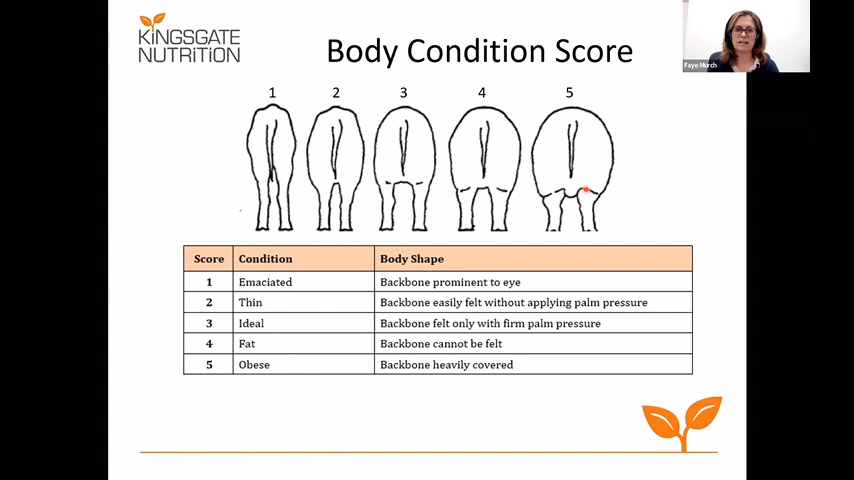 KINGSGATE
NUTRITION
Body Condition Score
Faye Murch
1 2 3 4 5
Score Condition Body Shape
1 Emaciated Backbone prominent to eye
2 Thin Backbone easily felt without applying palm pressure
3 Ideal Backbone felt only with firm palm pressure
4 Fat Backbone cannot be felt
5 Obese Backbone heavily covered